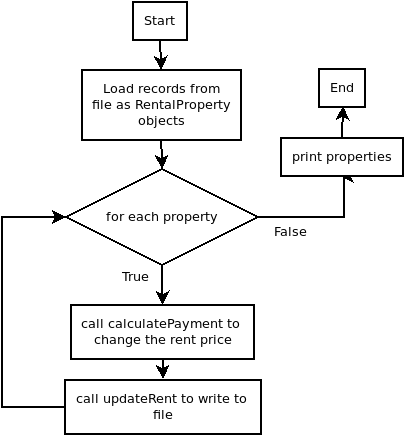 Start
Load records from
file as RentalProperty
objects
End
print properties
for each property
False
True
call calculatePayment to
change the rent price
call updateRent to write to
file